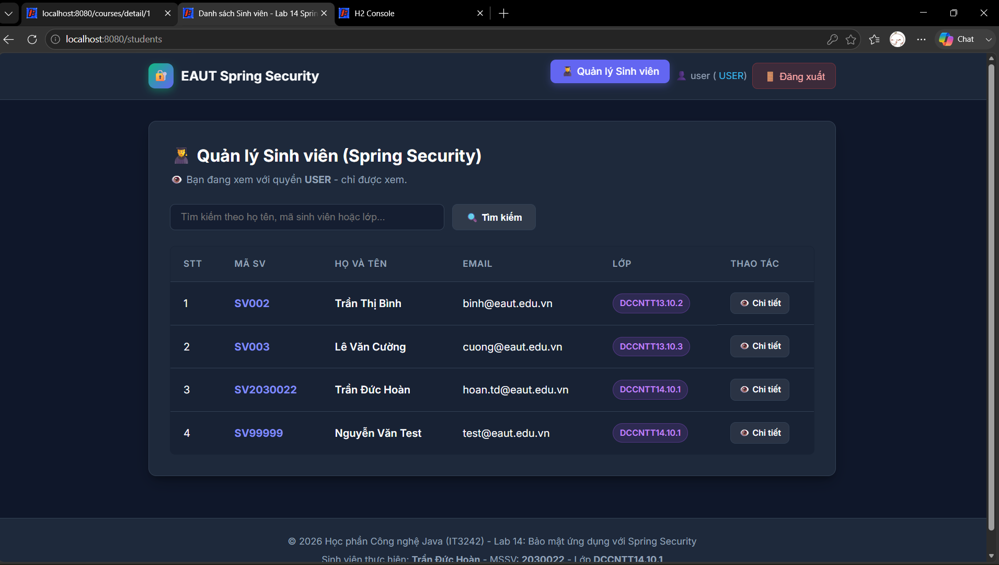 localhost:8080/courses/detail/1
Danh sách Sinh viên - Lab 14 Sprin
H2 Console
localhost:8080/students
Chat
EAUT Spring Security
Quản lý Sinh viên
user ( USER)
Đăng xuất
Quản lý Sinh viên (Spring Security)
Bạn đang xem với quyền USER - chỉ được xem.
Tìm kiếm theo họ tên, mã sinh viên hoặc lớp...
Tìm kiếm
STT MÃ SV HỌ VÀ TÊN EMAIL LỚP THAO TÁC
1 SV002 Trần Thị Bình binh@eaut.edu.vn DCCNTT13.10.2 Chi tiết
2 SV003 Lê Văn Cường cuong@eaut.edu.vn DCCNTT13.10.3 Chi tiết
3 SV2030022 Trần Đức Hoàn hoan.td@eaut.edu.vn DCCNTT14.10.1 Chi tiết
4 SV99999 Nguyễn Văn Test test@eaut.edu.vn DCCNTT14.10.1 Chi tiết
© 2026 Học phần Công nghệ Java (IT3242) - Lab 14: Bảo mật ứng dụng với Spring Security
Sinh viên thực hiện: Trần Đức Hoàn - MSSV: 2030022 - Lớp DCCNTT14.10.1